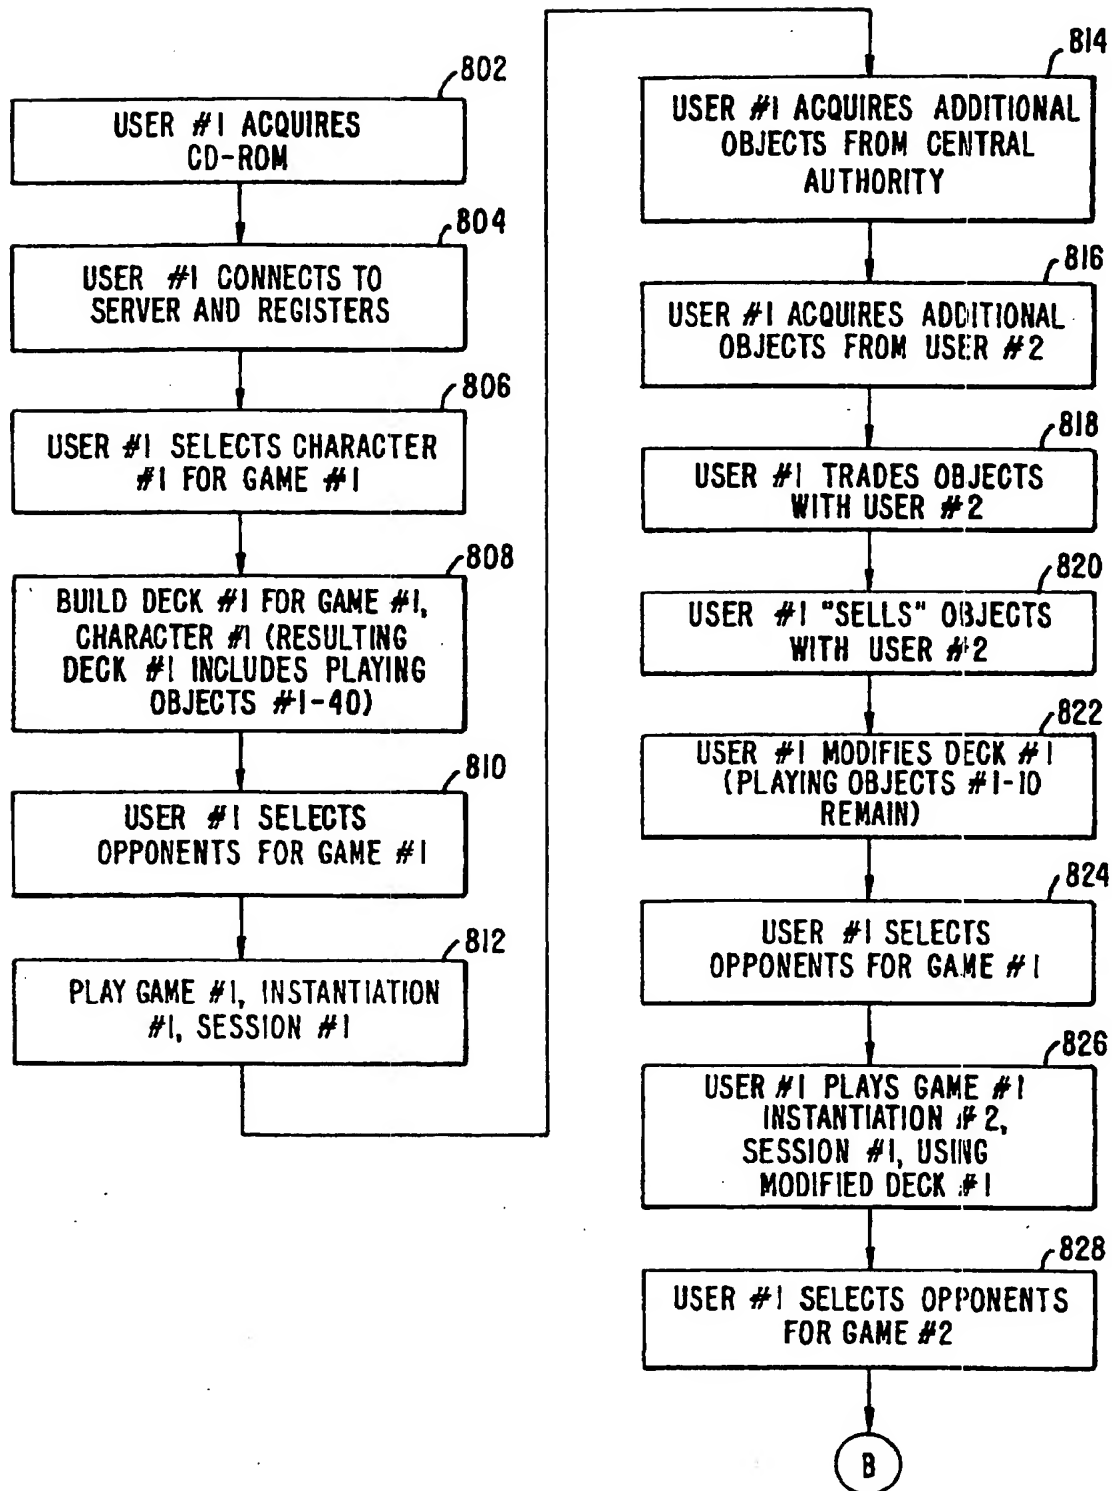 802
USER #1 ACQUIRES
CD-ROM
804
USER #1 CONNECTS TO
SERVER AND REGISTERS
806
USER #1 SELECTS CHARACTER
#1 FOR GAME #1
808
BUILD DECK #1 FOR GAME #1,
CHARACTER #1 (RESULTING
DECK #1 INCLUDES PLAYING
OBJECTS #1-40)
810
USER #1 SELECTS
OPPONENTS FOR GAME #1
812
PLAY GAME #1, INSTANTIATION
#1, SESSION #1
814
USER #1 ACQUIRES ADDITIONAL
OBJECTS FROM CENTRAL
AUTHORITY
816
USER #1 ACQUIRES ADDITIONAL
OBJECTS FROM USER #2
818
USER #1 TRADES OBJECTS
WITH USER #2
820
USER #1 "SELLS" OBJECTS
WITH USER #2
822
USER #1 MODIFIES DECK #1
(PLAYING OBJECTS #1-10
REMAIN)
824
USER #1 SELECTS
OPPONENTS FOR GAME #1
826
USER #1 PLAYS GAME #1
INSTANTIATION #2,
SESSION #1, USING
MODIFIED DECK #1
828
USER #1 SELECTS OPPONENTS
FOR GAME #2
B